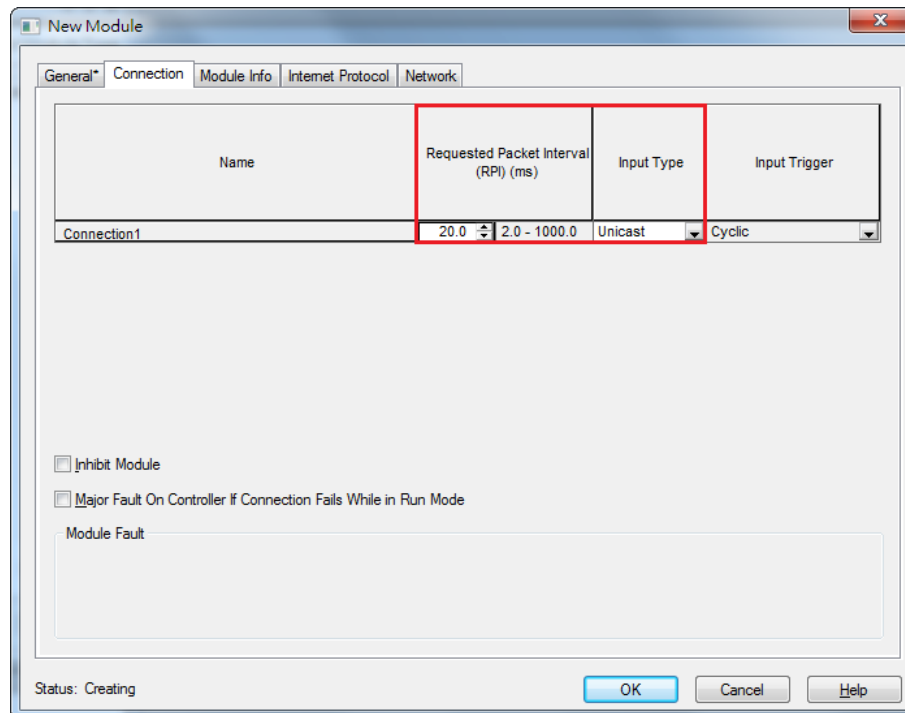 New Module
General* Connection Module Info Internet Protocol Network
Name
Requested Packet Interval
(RPI) (ms)
Input Type
Input Trigger
Connection1 20.0 2.0 - 1000.0 Unicast Cyclic
Inhibit Module
Major Fault On Controller If Connection Fails While in Run Mode
Module Fault
Status: Creating OK Cancel Help